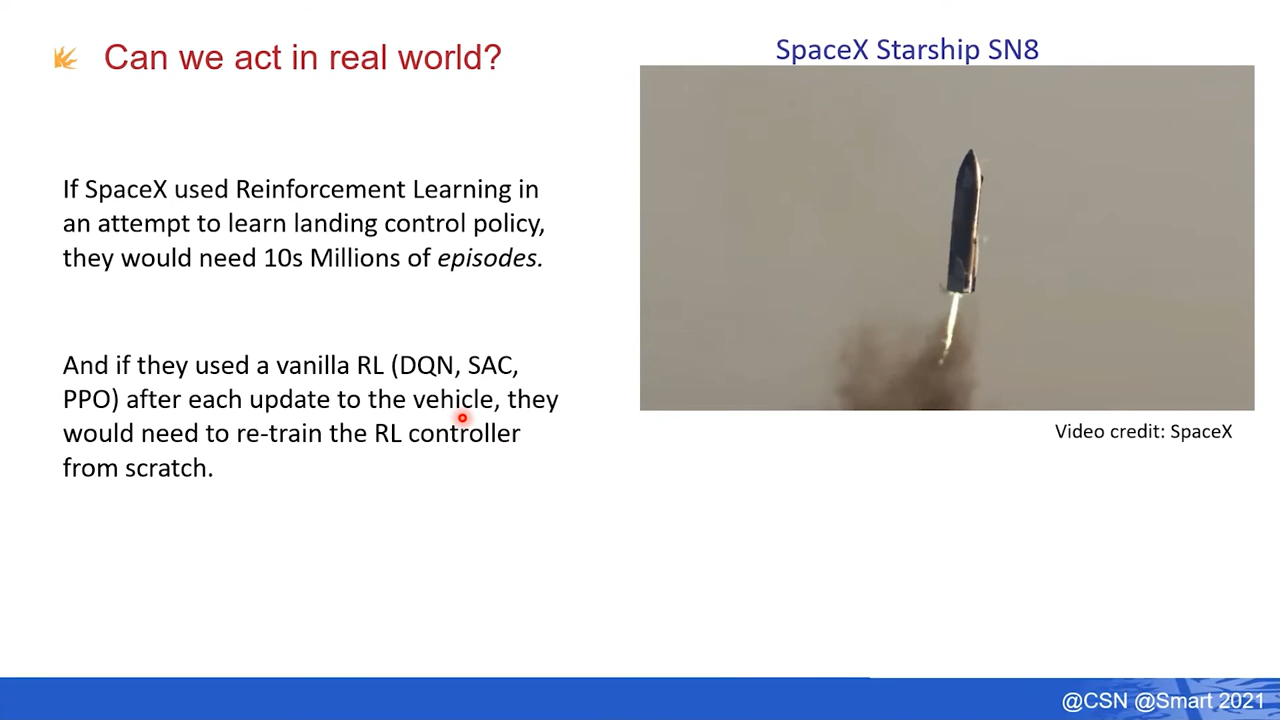 Can we act in real world?
SpaceX Starship SN8
If SpaceX used Reinforcement Learning in
an attempt to learn landing control policy,
they would need 10s Millions of episodes.
And if they used a vanilla RL (DQN, SAC,
PPO) after each update to the vehicle, they
would need to re-train the RL controller
from scratch.
Video credit: SpaceX
@CSN @Smart 2021